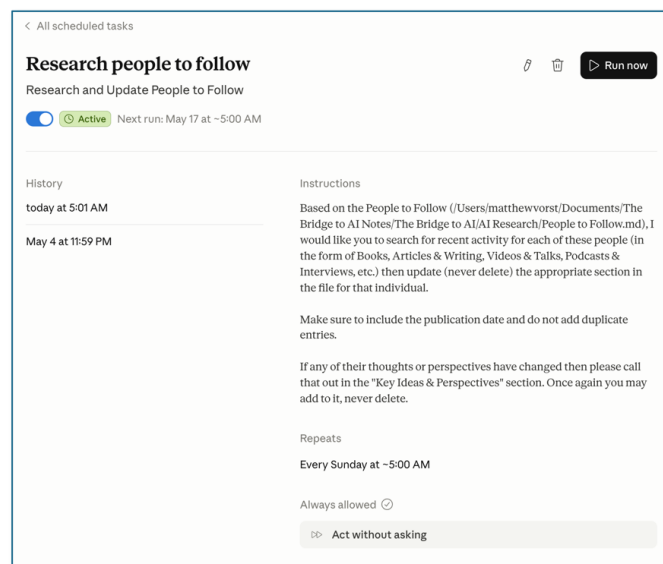 All scheduled tasks
Research people to follow
Run now
Research and Update People to Follow
Active
Next run: May 17 at ~5:00 AM
History
today at 5:01 AM
May 4 at 11:59 PM
Instructions
Based on the People to Follow (/Users/matthewvorst/Documents/The
Bridge to AI Notes/The Bridge to AI/AI Research/People to Follow.md), I
would like you to search for recent activity for each of these people (in
the form of Books, Articles & Writing, Videos & Talks, Podcasts &
Interviews, etc.) then update (never delete) the appropriate section in
the file for that individual.
Make sure to include the publication date and do not add duplicate
entries.
If any of their thoughts or perspectives have changed then please call
that out in the "Key Ideas & Perspectives" section. Once again you may
add to it, never delete.
Repeats
Every Sunday at ~5:00 AM
Always allowed
Act without asking